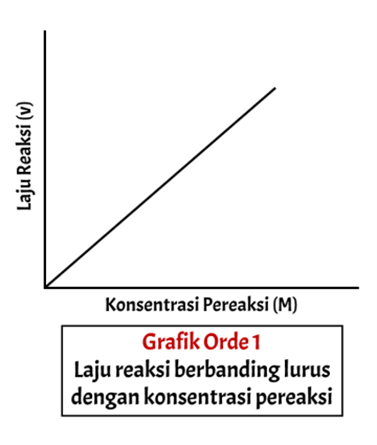 Laju Reaksi (v)
Konsentrasi Pereaksi (M)
Grafik Orde 1
Laju reaksi berbanding lurus
dengan konsentrasi pereaksi